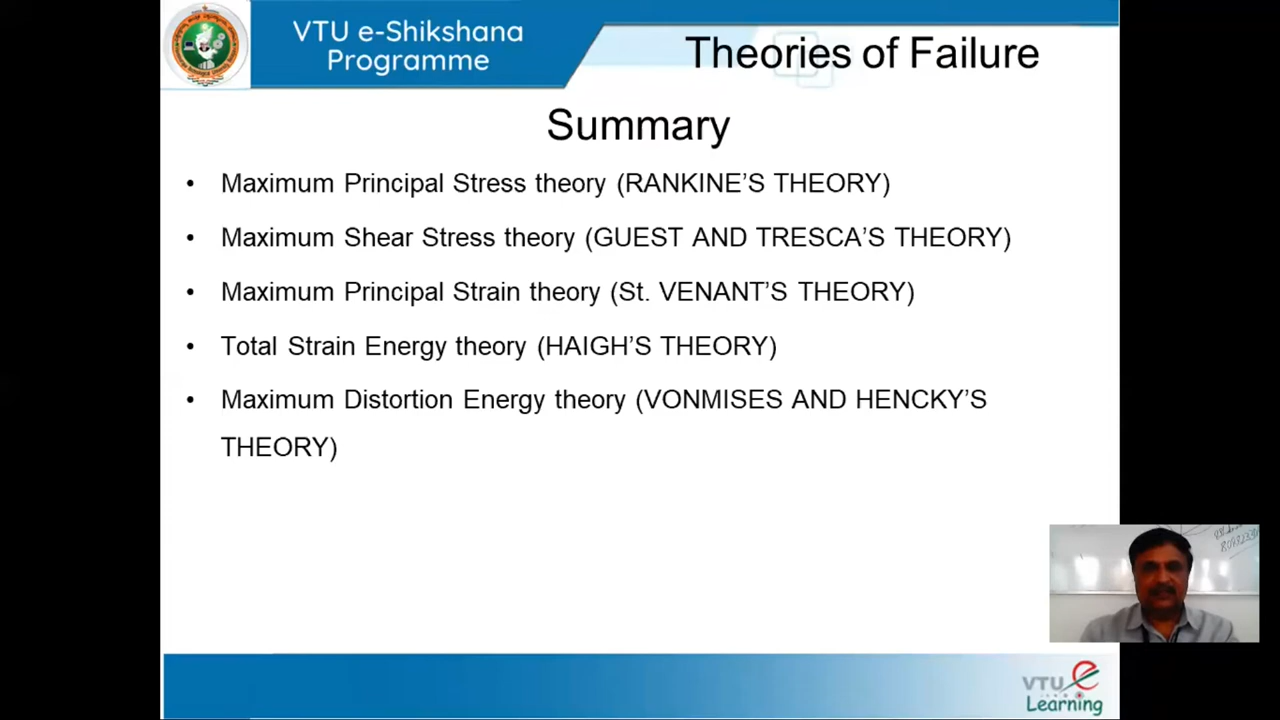 VTU e-Shikshana
Programme
Theories of Failure
Summary
• Maximum Principal Stress theory (RANKINE’S THEORY)
• Maximum Shear Stress theory (GUEST AND TRESCA’S THEORY)
• Maximum Principal Strain theory (St. VENANT’S THEORY)
• Total Strain Energy theory (HAIGH’S THEORY)
• Maximum Distortion Energy theory (VONMISES AND HENCKY’S
THEORY)
VTU e
Learning